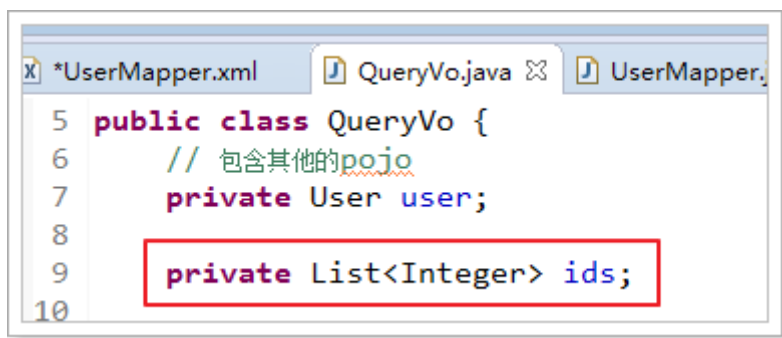 *UserMapper.xml QueryVo.java UserMapper.j
5 public class QueryVo {
6 // 包含其他的pojo
7 private User user;
8
9 private List<Integer> ids;
10